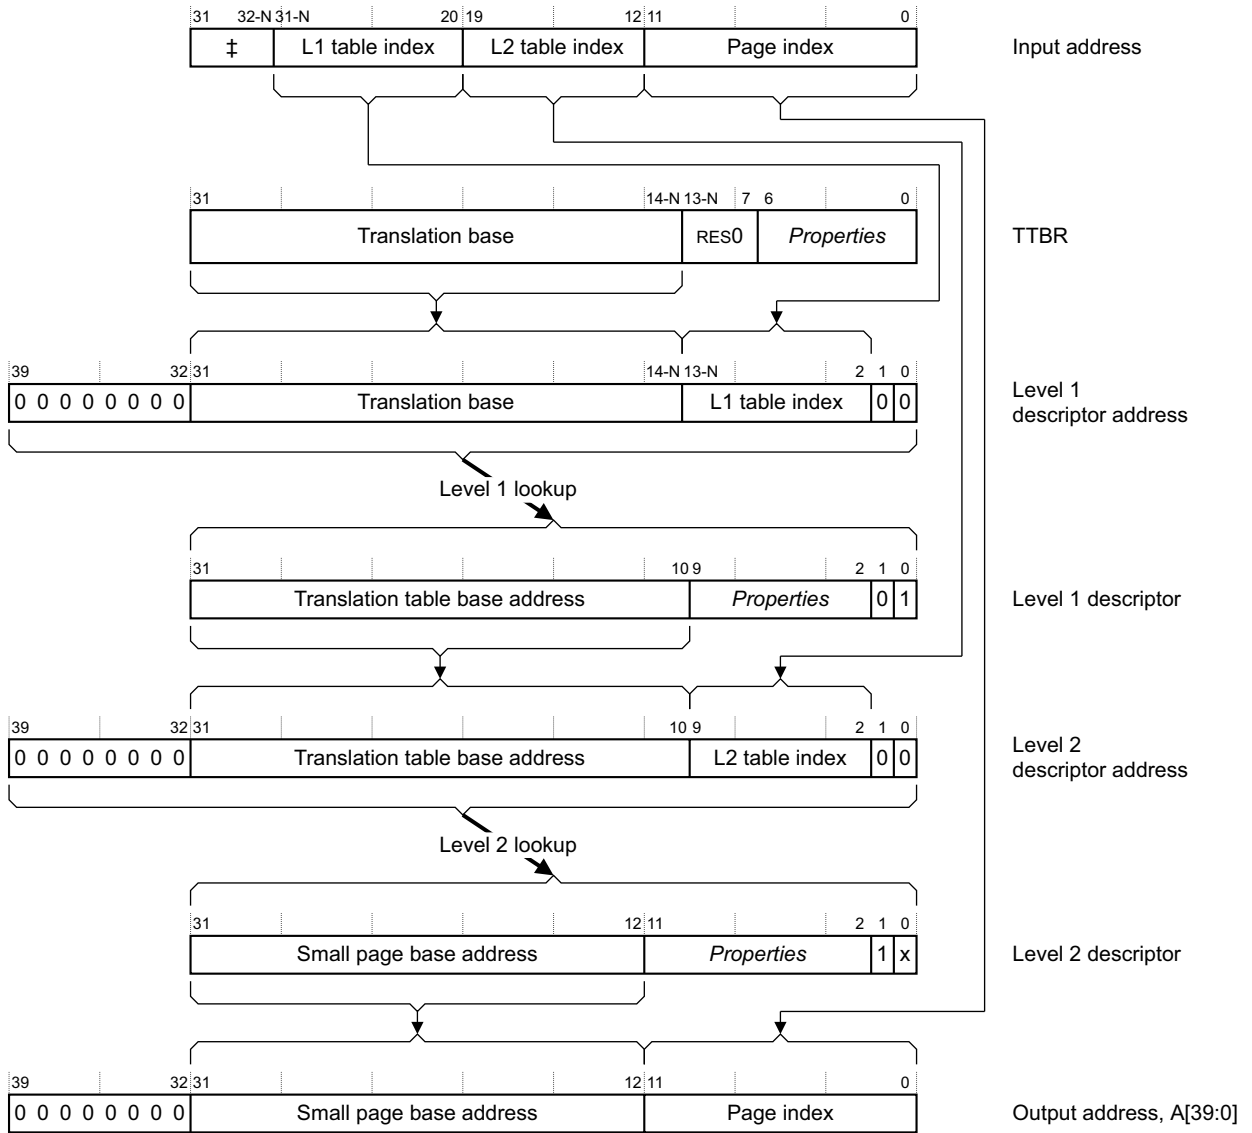 31 32-N 31-N 20 19 12 11 0
‡ L1 table index L2 table index Page index Input address
31 14-N 13-N 7 6 0
Translation base RES0 Properties TTBR
39 32 31 14-N 13-N 2 1 0
0 0 0 0 0 0 0 0 Translation base L1 table index 0 0 Level 1
descriptor address
Level 1 lookup
31 10 9 2 1 0
Translation table base address Properties 0 1 Level 1 descriptor
39 32 31 10 9 2 1 0
0 0 0 0 0 0 0 0 Translation table base address L2 table index 0 0 Level 2
descriptor address
Level 2 lookup
31 12 11 2 1 0
Small page base address Properties 1 x Level 2 descriptor
39 32 31 12 11 0
0 0 0 0 0 0 0 0 Small page base address Page index Output address, A[39:0]